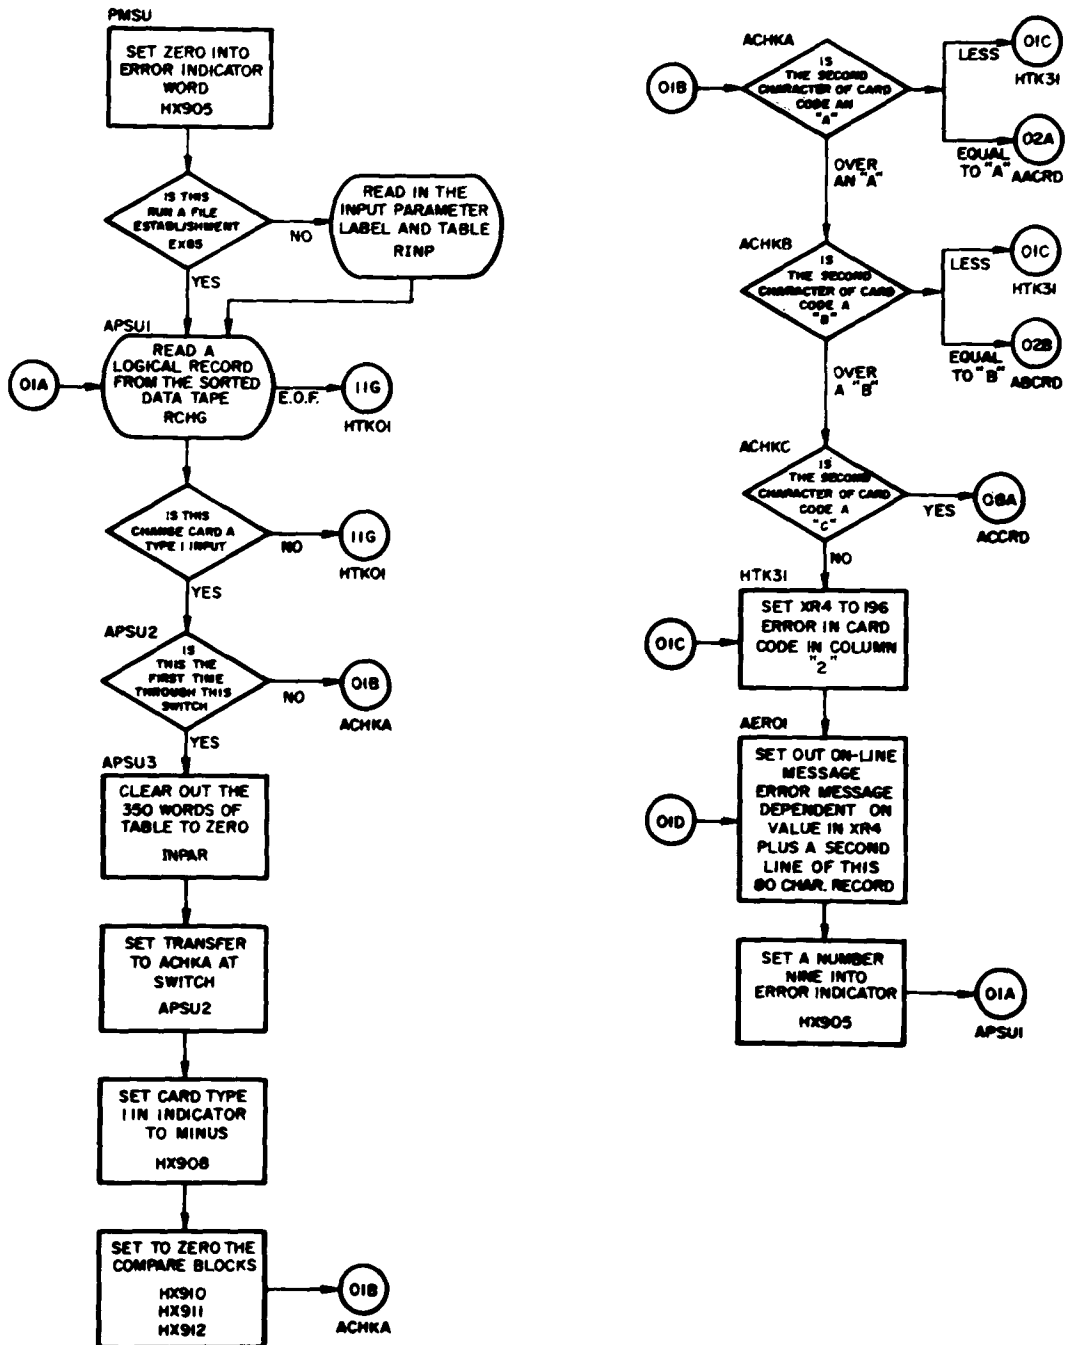 PMSU
SET ZERO INTO
ERROR INDICATOR
WORD
HX905
IS THIS
RUN A FILE
ESTABLISHMENT
EX85
NO
YES
READ IN THE
INPUT PARAMETER
LABEL AND TABLE
RINP
APSU1
01A
READ A
LOGICAL RECORD
FROM THE SORTED
DATA TAPE
RCHG
E.O.F.
11G
HTK01
IS THIS
CHANGE CARD A
TYPE 1 INPUT
NO
11G
HTK01
YES
APSU2
IS
THIS THE
FIRST TIME
THROUGH THIS
SWITCH
NO
01B
ACHKA
YES
APSU3
CLEAR OUT THE
350 WORDS OF
TABLE TO ZERO
INPAR
SET TRANSFER
TO ACHKA AT
SWITCH
APSU2
SET CARD TYPE
1 IN INDICATOR
TO MINUS
HX908
SET TO ZERO THE
COMPARE BLOCKS
HX910
HX911
HX912
01B
ACHKA
ACHKA
01B
IS
THE SECOND
CHARACTER OF CARD
CODE AN
"A"
LESS
01C
HTK31
EQUAL
TO "A"
02A
AACRD
OVER
AN "A"
ACHKB
IS
THE SECOND
CHARACTER OF CARD
CODE A
"B"
LESS
01C
HTK31
EQUAL
TO "B"
02B
ABCRD
OVER
A "B"
ACHKC
IS
THE SECOND
CHARACTER OF CARD
CODE A
"C"
YES
08A
ACCRD
NO
HTK31
01C
SET XR4 TO 196
ERROR IN CARD
CODE IN COLUMN
"2"
AER01
01D
SET OUT ON-LINE
MESSAGE
ERROR MESSAGE
DEPENDENT ON
VALUE IN XR4
PLUS A SECOND
LINE OF THIS
80 CHAR. RECORD
SET A NUMBER
NINE INTO
ERROR INDICATOR
HX905
01A
APSU1